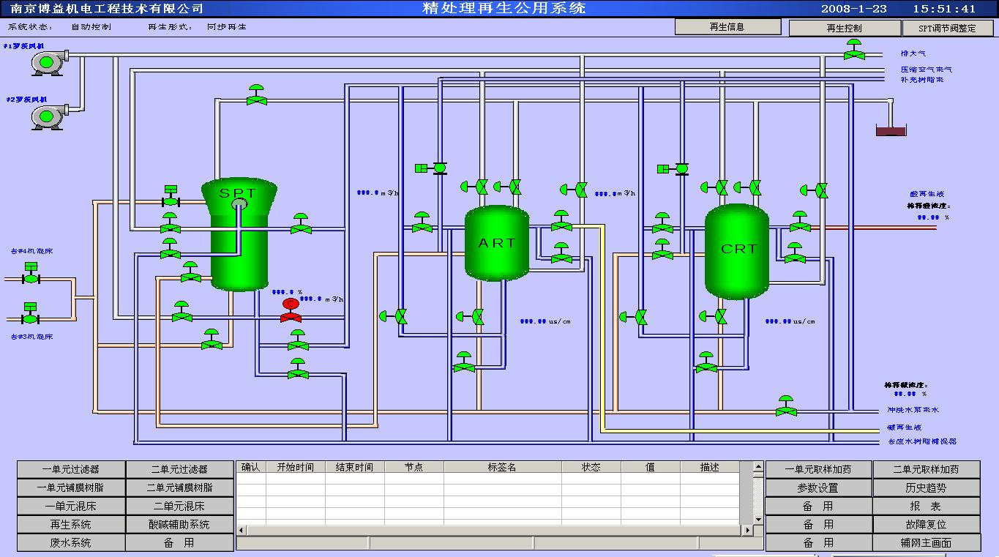 南京博益机电工程技术有限公司 精处理再生公用系统 2008-1-23 15:51:41
系统状态: 自动控制 再生形式: 同步再生 再生信息 再生控制 SPT调节阀整定
#1罗茨风机
排大气
压缩空气来气
补充树脂来
#2罗茨风机
SPT
###.# m3/h
###.# m3/h
酸再生液
##.## %
ART
CRT
去#4机混床
###.# %
###.# m3/h
###.## us/cm
###.## us/cm
去#3机混床
##.## %
冲洗水泵来水
碱再生液
去废水树脂捕捉器
一单元过滤器 二单元过滤器 确认 开始时间 结束时间 节点 标签名 状态 值 描述 一单元取样加药 二单元取样加药
一单元铺膜树脂 二单元铺膜树脂 参数设置 历史趋势
一单元混床 二单元混床 备 用 报 表
再生系统 酸碱辅助系统 备 用 故障复位
废水系统 备 用 备 用 辅网主画面